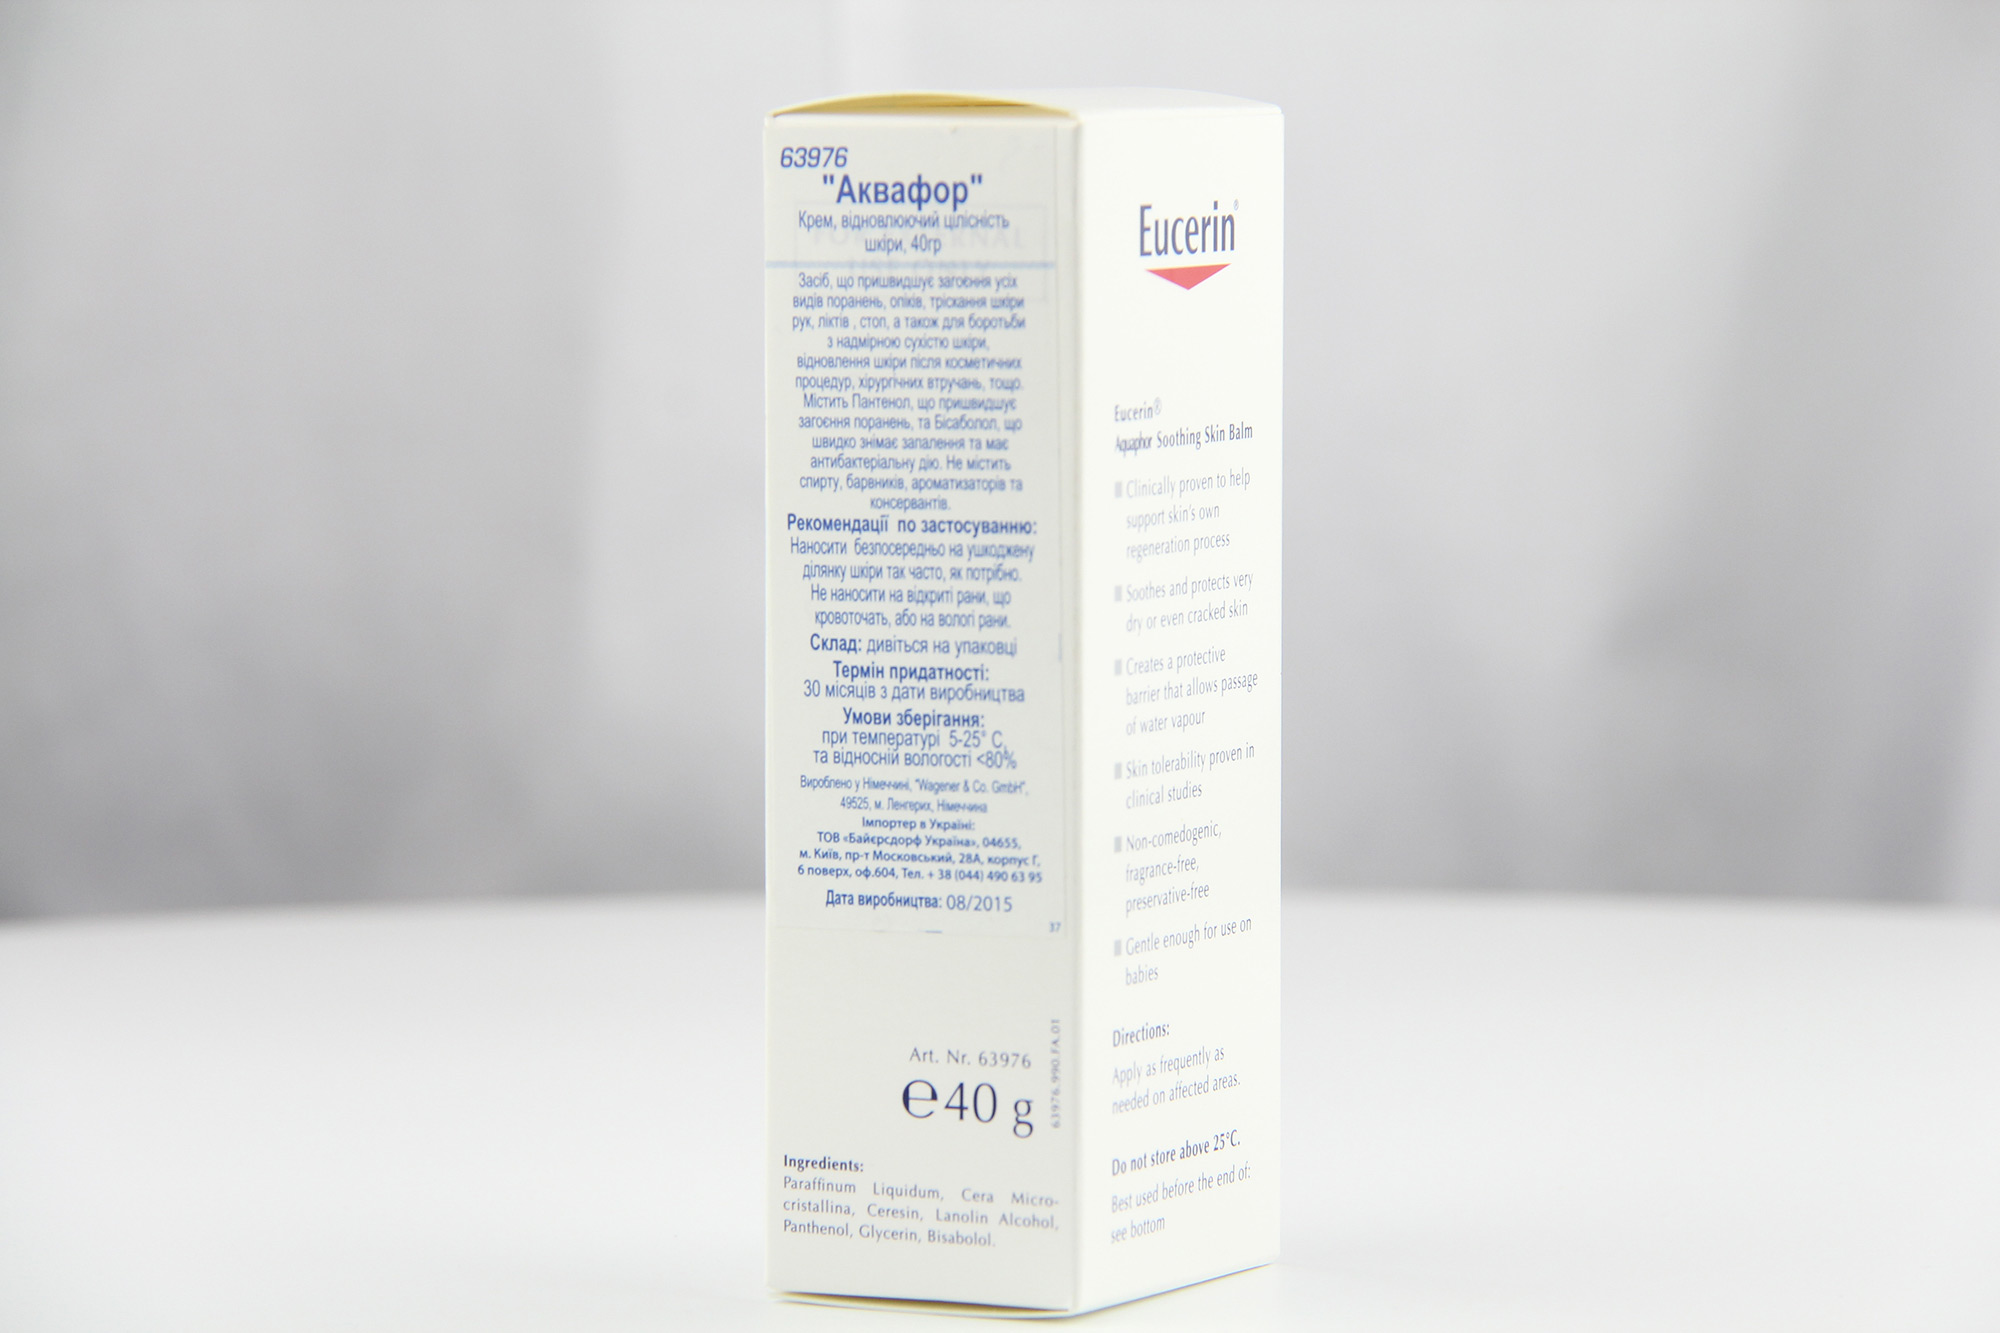 63976
"Аквафор"
Крем, відновлюючий цілісність
шкіри, 40гр
Засіб, що пришвидшує загоєння усіх
видів поранень, опіків, тріскання шкіри
рук, ліктів , стоп, а також для боротьби
з надмірною сухістю шкіри,
відновлення шкіри після косметичних
процедур, хірургічних втручань, тощо.
Містить Пантенол, що пришвидшує
загоєння поранень, та Бісаболол, що
швидко знімає запалення та має
антибактеріальну дію. Не містить
спирту, барвників, ароматизаторів та
консервантів.
Рекомендації по застосуванню:
Наносити безпосередньо на ушкоджену
ділянку шкіри так часто, як потрібно.
Не наносити на відкриті рани, що
кровоточать, або на вологі рани.
Склад: дивіться на упаковці
Термін придатності:
30 місяців з дати виробництва
Умови зберігання:
при температурі 5-25° С,
та відносній вологості <80%
Вироблено у Німеччині, "Wagener & Co. GmbH",
49525, м. Ленгерих, Німеччина
Імпортер в Україні:
ТОВ «Байєрсдорф Україна», 04655,
м. Київ, пр-т Московський, 28А, корпус Г,
6 поверх, оф.604, Тел. + 38 (044) 490 63 95
Дата виробництва: 08/2015
37
Art. Nr. 63976
℮40 g
63976.990.FA.01
Ingredients:
Paraffinum Liquidum, Cera Micro-
cristallina, Ceresin, Lanolin Alcohol,
Panthenol, Glycerin, Bisabolol.
Eucerin®
Eucerin®
Aquaphor Soothing Skin Balm
Clinically proven to help
support skin's own
regeneration process
Soothes and protects very
dry or even cracked skin
Creates a protective
barrier that allows passage
of water vapour
Skin tolerability proven in
clinical studies
Non-comedogenic,
fragrance-free,
preservative-free
Gentle enough for use on
babies
Directions:
Apply as frequently as
needed on affected areas.
Do not store above 25°C.
Best used before the end of:
see bottom